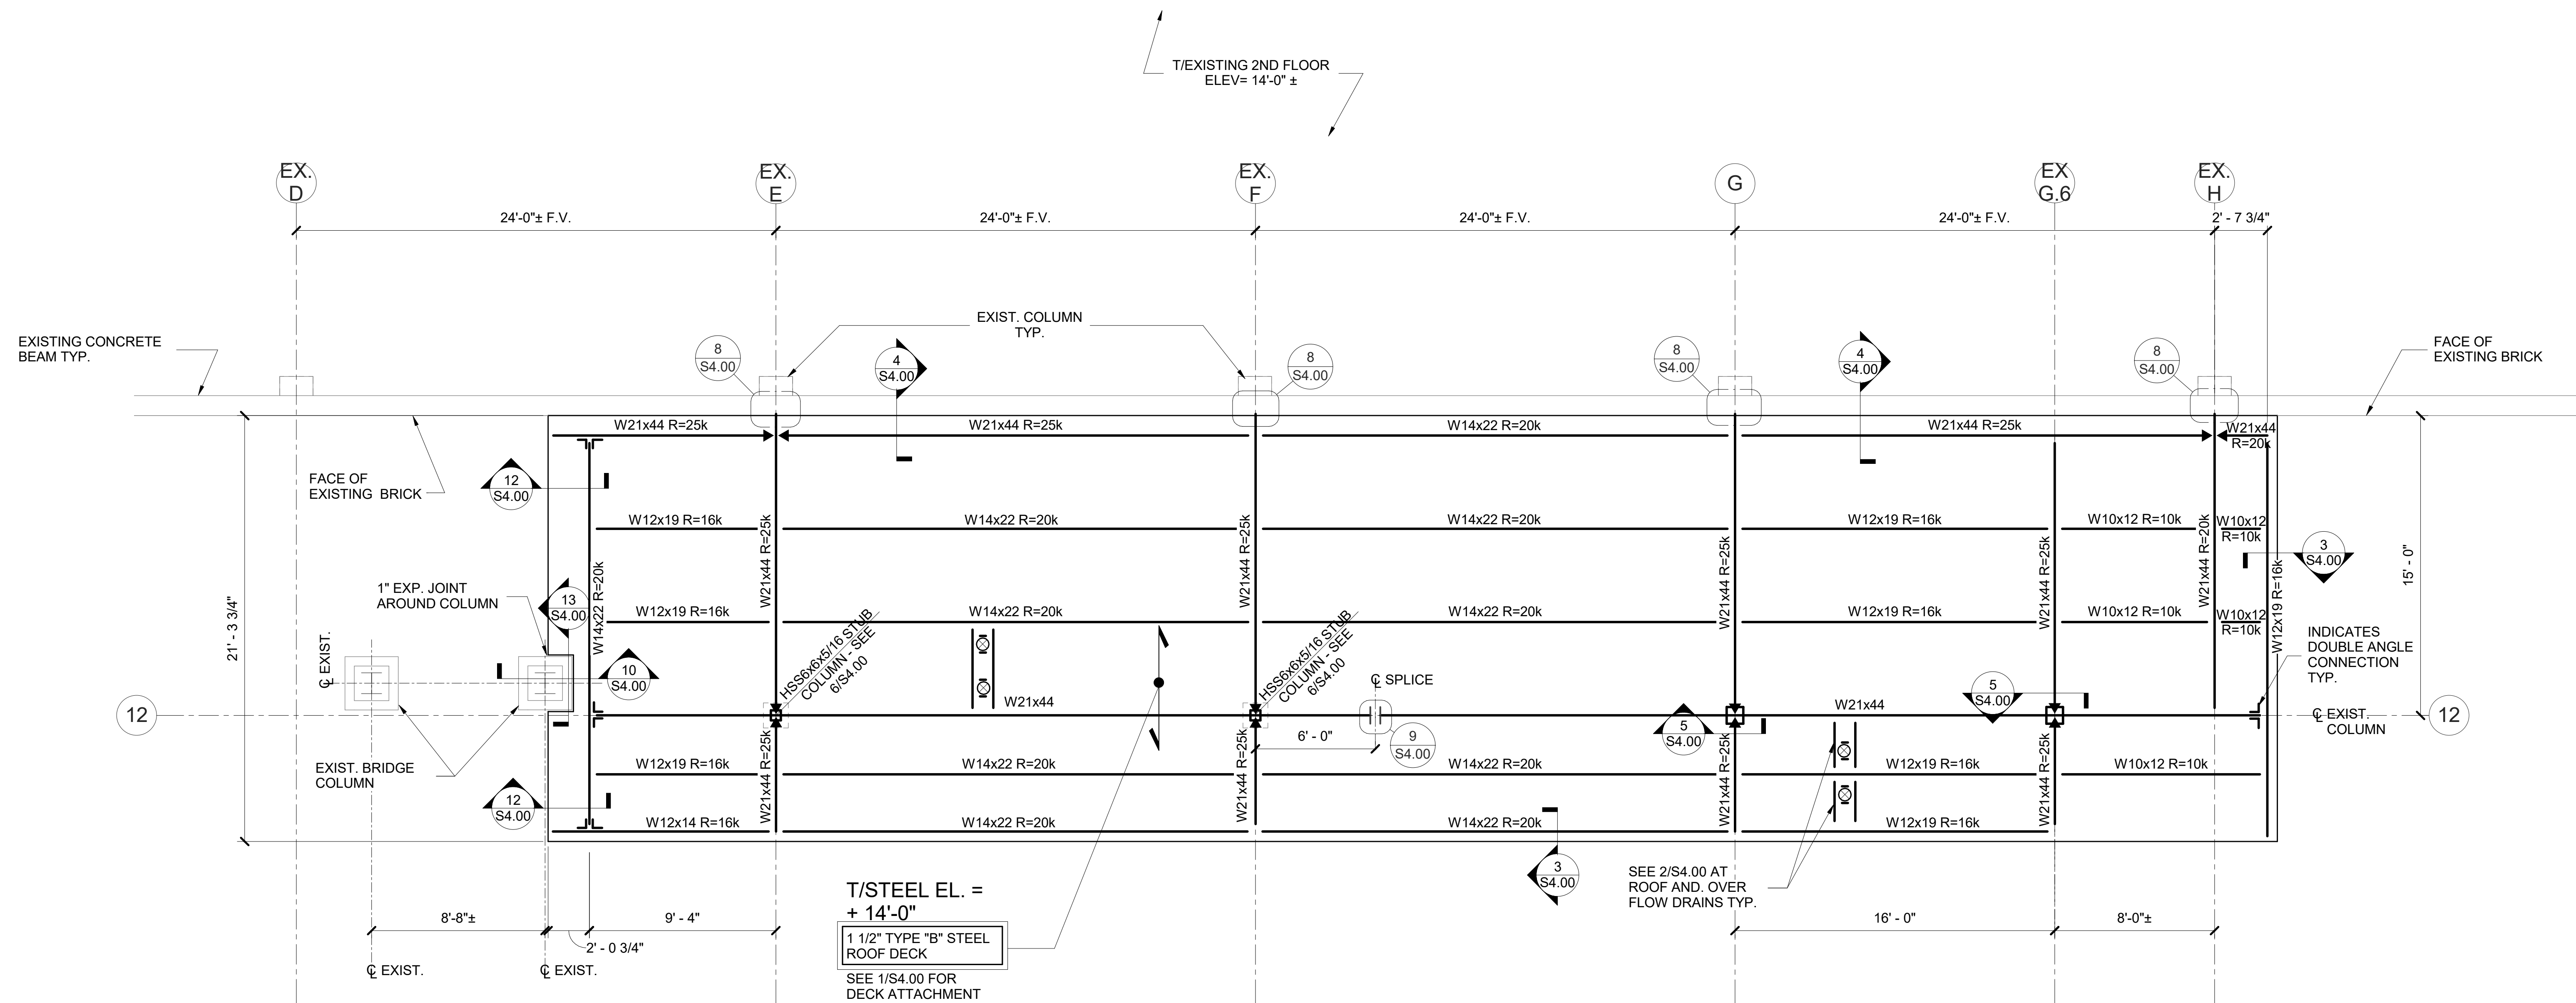 T/EXISTING 2ND FLOOR
ELEV= 14'-0" ±
EX.
D
EX.
E
EX.
F
G
EX
G.6
EX.
H
24'-0"± F.V.
24'-0"± F.V.
24'-0"± F.V.
24'-0"± F.V.
2' - 7 3/4"
EXISTING CONCRETE
BEAM TYP.
EXIST. COLUMN
TYP.
FACE OF
EXISTING BRICK
8
S4.00
4
S4.00
8
S4.00
8
S4.00
4
S4.00
8
S4.00
W21x44 R=25k
W21x44 R=25k
W14x22 R=20k
W21x44 R=25k
W21x44
R=20k
FACE OF
EXISTING BRICK
12
S4.00
W12x19 R=16k
W14x22 R=20k
W14x22 R=20k
W12x19 R=16k
W10x12 R=10k
W10x12
R=10k
3
S4.00
W14x22 R=20k
W21x44 R=25k
W21x44 R=25k
W21x44 R=25k
W21x44 R=25k
W21x44 R=20k
W12x19 R=16k
15' - 0"
21' - 3 3/4"
1" EXP. JOINT
AROUND COLUMN
13
S4.00
W12x19 R=16k
W14x22 R=20k
W14x22 R=20k
W12x19 R=16k
W10x12 R=10k
W10x12
R=10k
INDICATES
DOUBLE ANGLE
CONNECTION
TYP.
℄ EXIST.
10
S4.00
HSS6x6x5/16 STUB
COLUMN - SEE
6/S4.00
HSS6x6x5/16 STUB
COLUMN - SEE
6/S4.00
℄ SPLICE
5
S4.00
12
W21x44
W21x44
℄ EXIST.
COLUMN
12
5
S4.00
6' - 0"
9
S4.00
EXIST. BRIDGE
COLUMN
W12x19 R=16k
W14x22 R=20k
W14x22 R=20k
W12x19 R=16k
W10x12 R=10k
W21x44 R=25k
W21x44 R=25k
W21x44 R=25k
W21x44 R=25k
12
S4.00
W12x14 R=16k
W14x22 R=20k
W14x22 R=20k
W12x19 R=16k
3
S4.00
SEE 2/S4.00 AT
ROOF AND. OVER
FLOW DRAINS TYP.
T/STEEL EL. =
+ 14'-0"
1 1/2" TYPE "B" STEEL
ROOF DECK
SEE 1/S4.00 FOR
DECK ATTACHMENT
8'-8"±
9' - 4"
2' - 0 3/4"
16' - 0"
8'-0"±
℄ EXIST.
℄ EXIST.